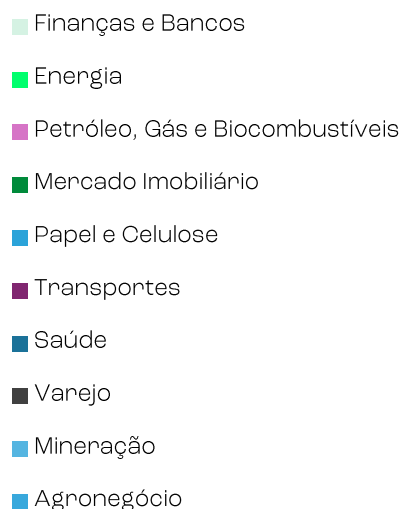 Finanças e Bancos
Energia
Petróleo, Gás e Biocombustíveis
Mercado Imobiliário
Papel e Celulose
Transportes
Saúde
Varejo
Mineração
Agronegócio